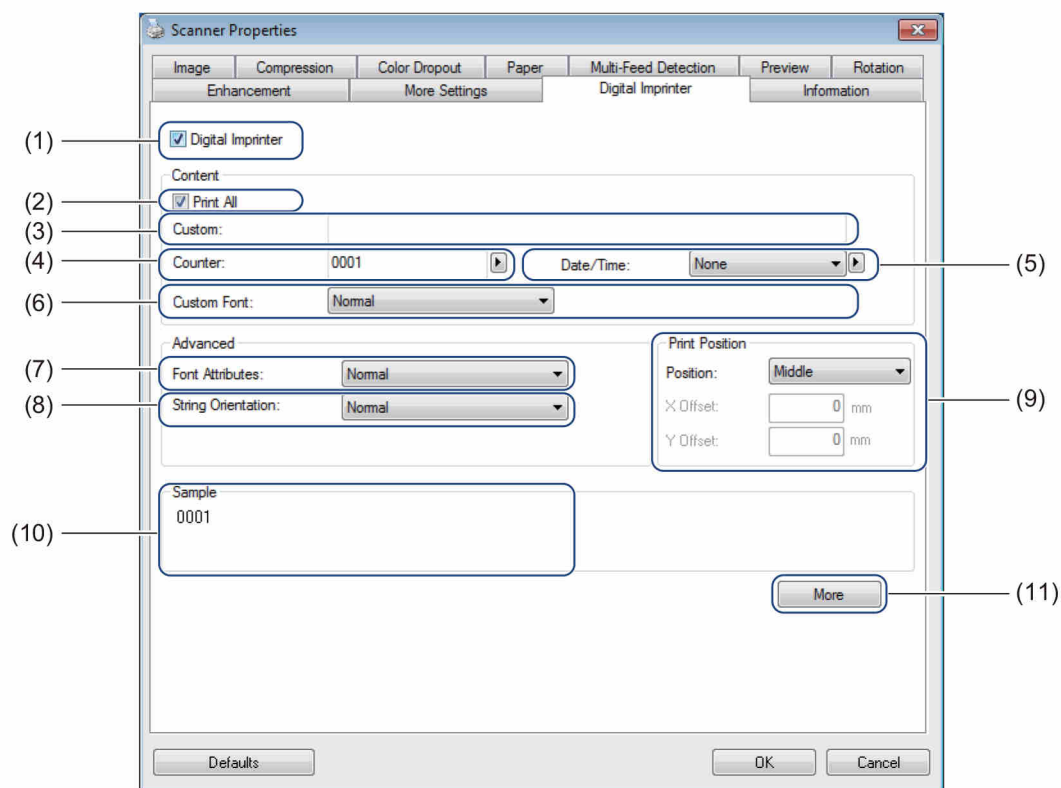 Scanner Properties
Image Compression Color Dropout Paper Multi-Feed Detection Preview Rotation
Enhancement More Settings Digital Imprinter Information
(1) Digital Imprinter
Content
(2) Print All
(3) Custom:
(4) Counter: 0001 Date/Time: None (5)
(6) Custom Font: Normal
Advanced Print Position
(7) Font Attributes: Normal Position: Middle
(8) String Orientation: Normal X Offset: 0 mm (9)
Y Offset: 0 mm
Sample
0001
(10)
More (11)
Defaults OK Cancel